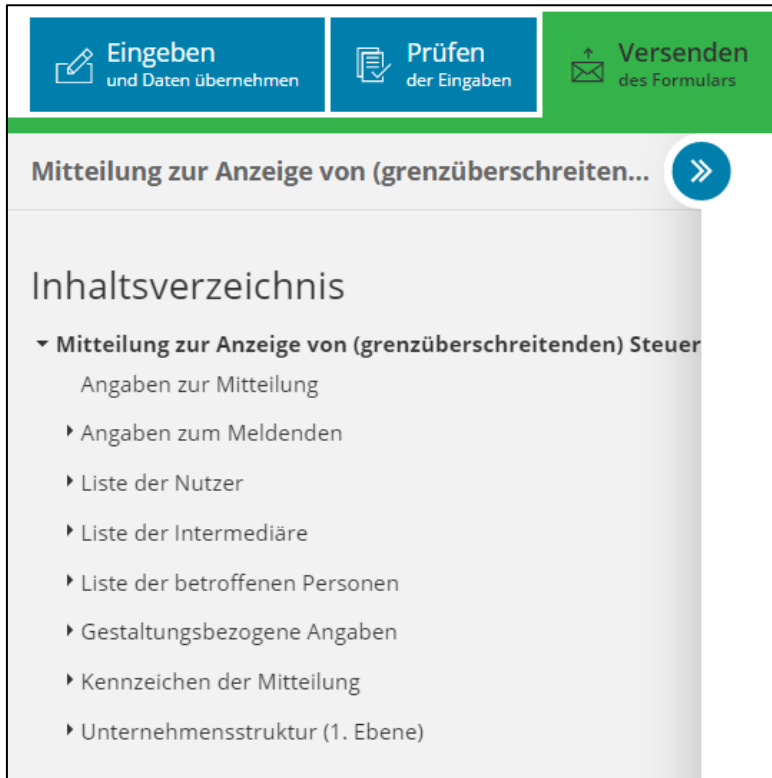 Eingeben
und Daten übernehmen
Prüfen
der Eingaben
Versenden
des Formulars
Mitteilung zur Anzeige von (grenzüberschreiten...
Inhaltsverzeichnis
Mitteilung zur Anzeige von (grenzüberschreitenden) Steuer
Angaben zur Mitteilung
Angaben zum Meldenden
Liste der Nutzer
Liste der Intermediäre
Liste der betroffenen Personen
Gestaltungsbezogene Angaben
Kennzeichen der Mitteilung
Unternehmensstruktur (1. Ebene)